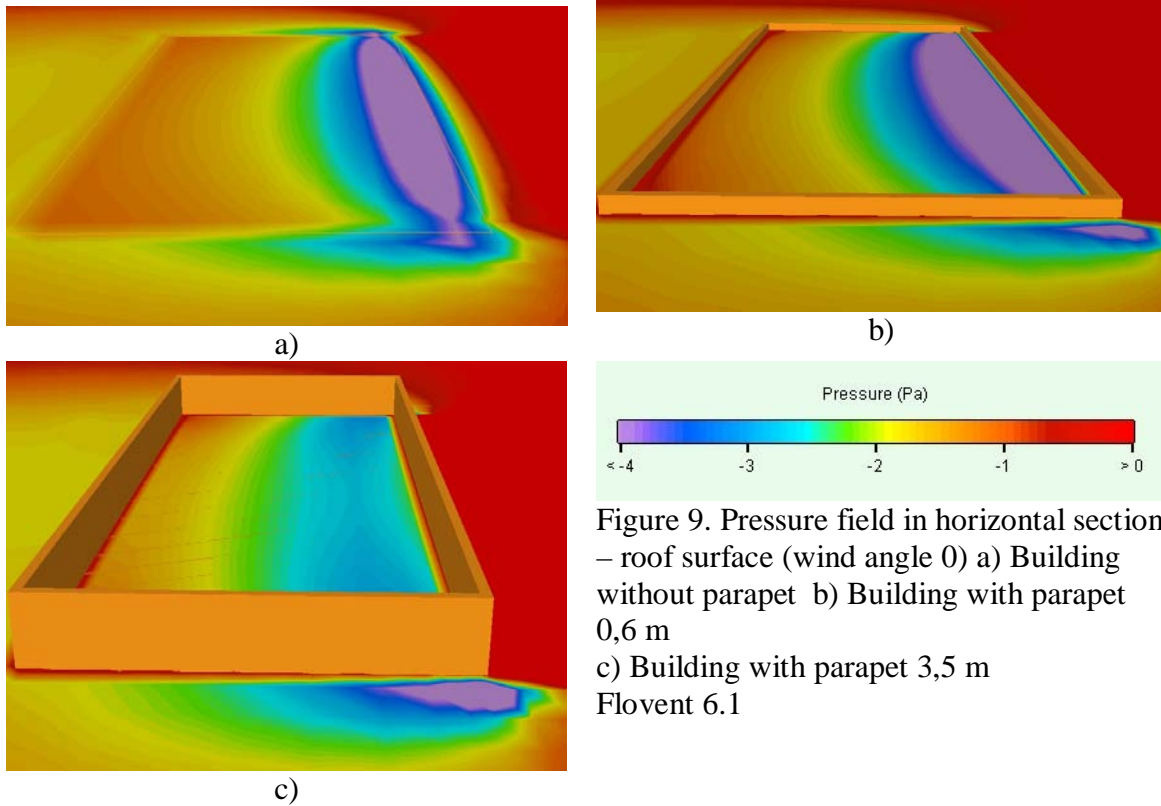 a)
b)
c)
Pressure (Pa)
< -4 -3 -2 -1 > 0
Figure 9. Pressure field in horizontal section
– roof surface (wind angle 0) a) Building
without parapet b) Building with parapet
0,6 m
c) Building with parapet 3,5 m
Flovent 6.1